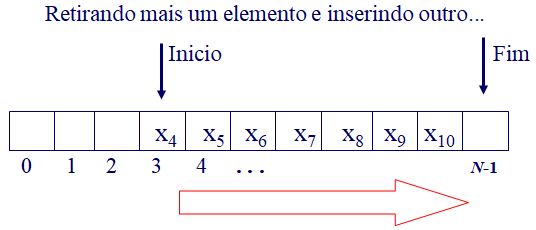 Retirando mais um elemento e inserindo outro...
Inicio Fim
x₄ x₅ x₆ x₇ x₈ x₉ x₁₀
0 1 2 3 4 ... N-1